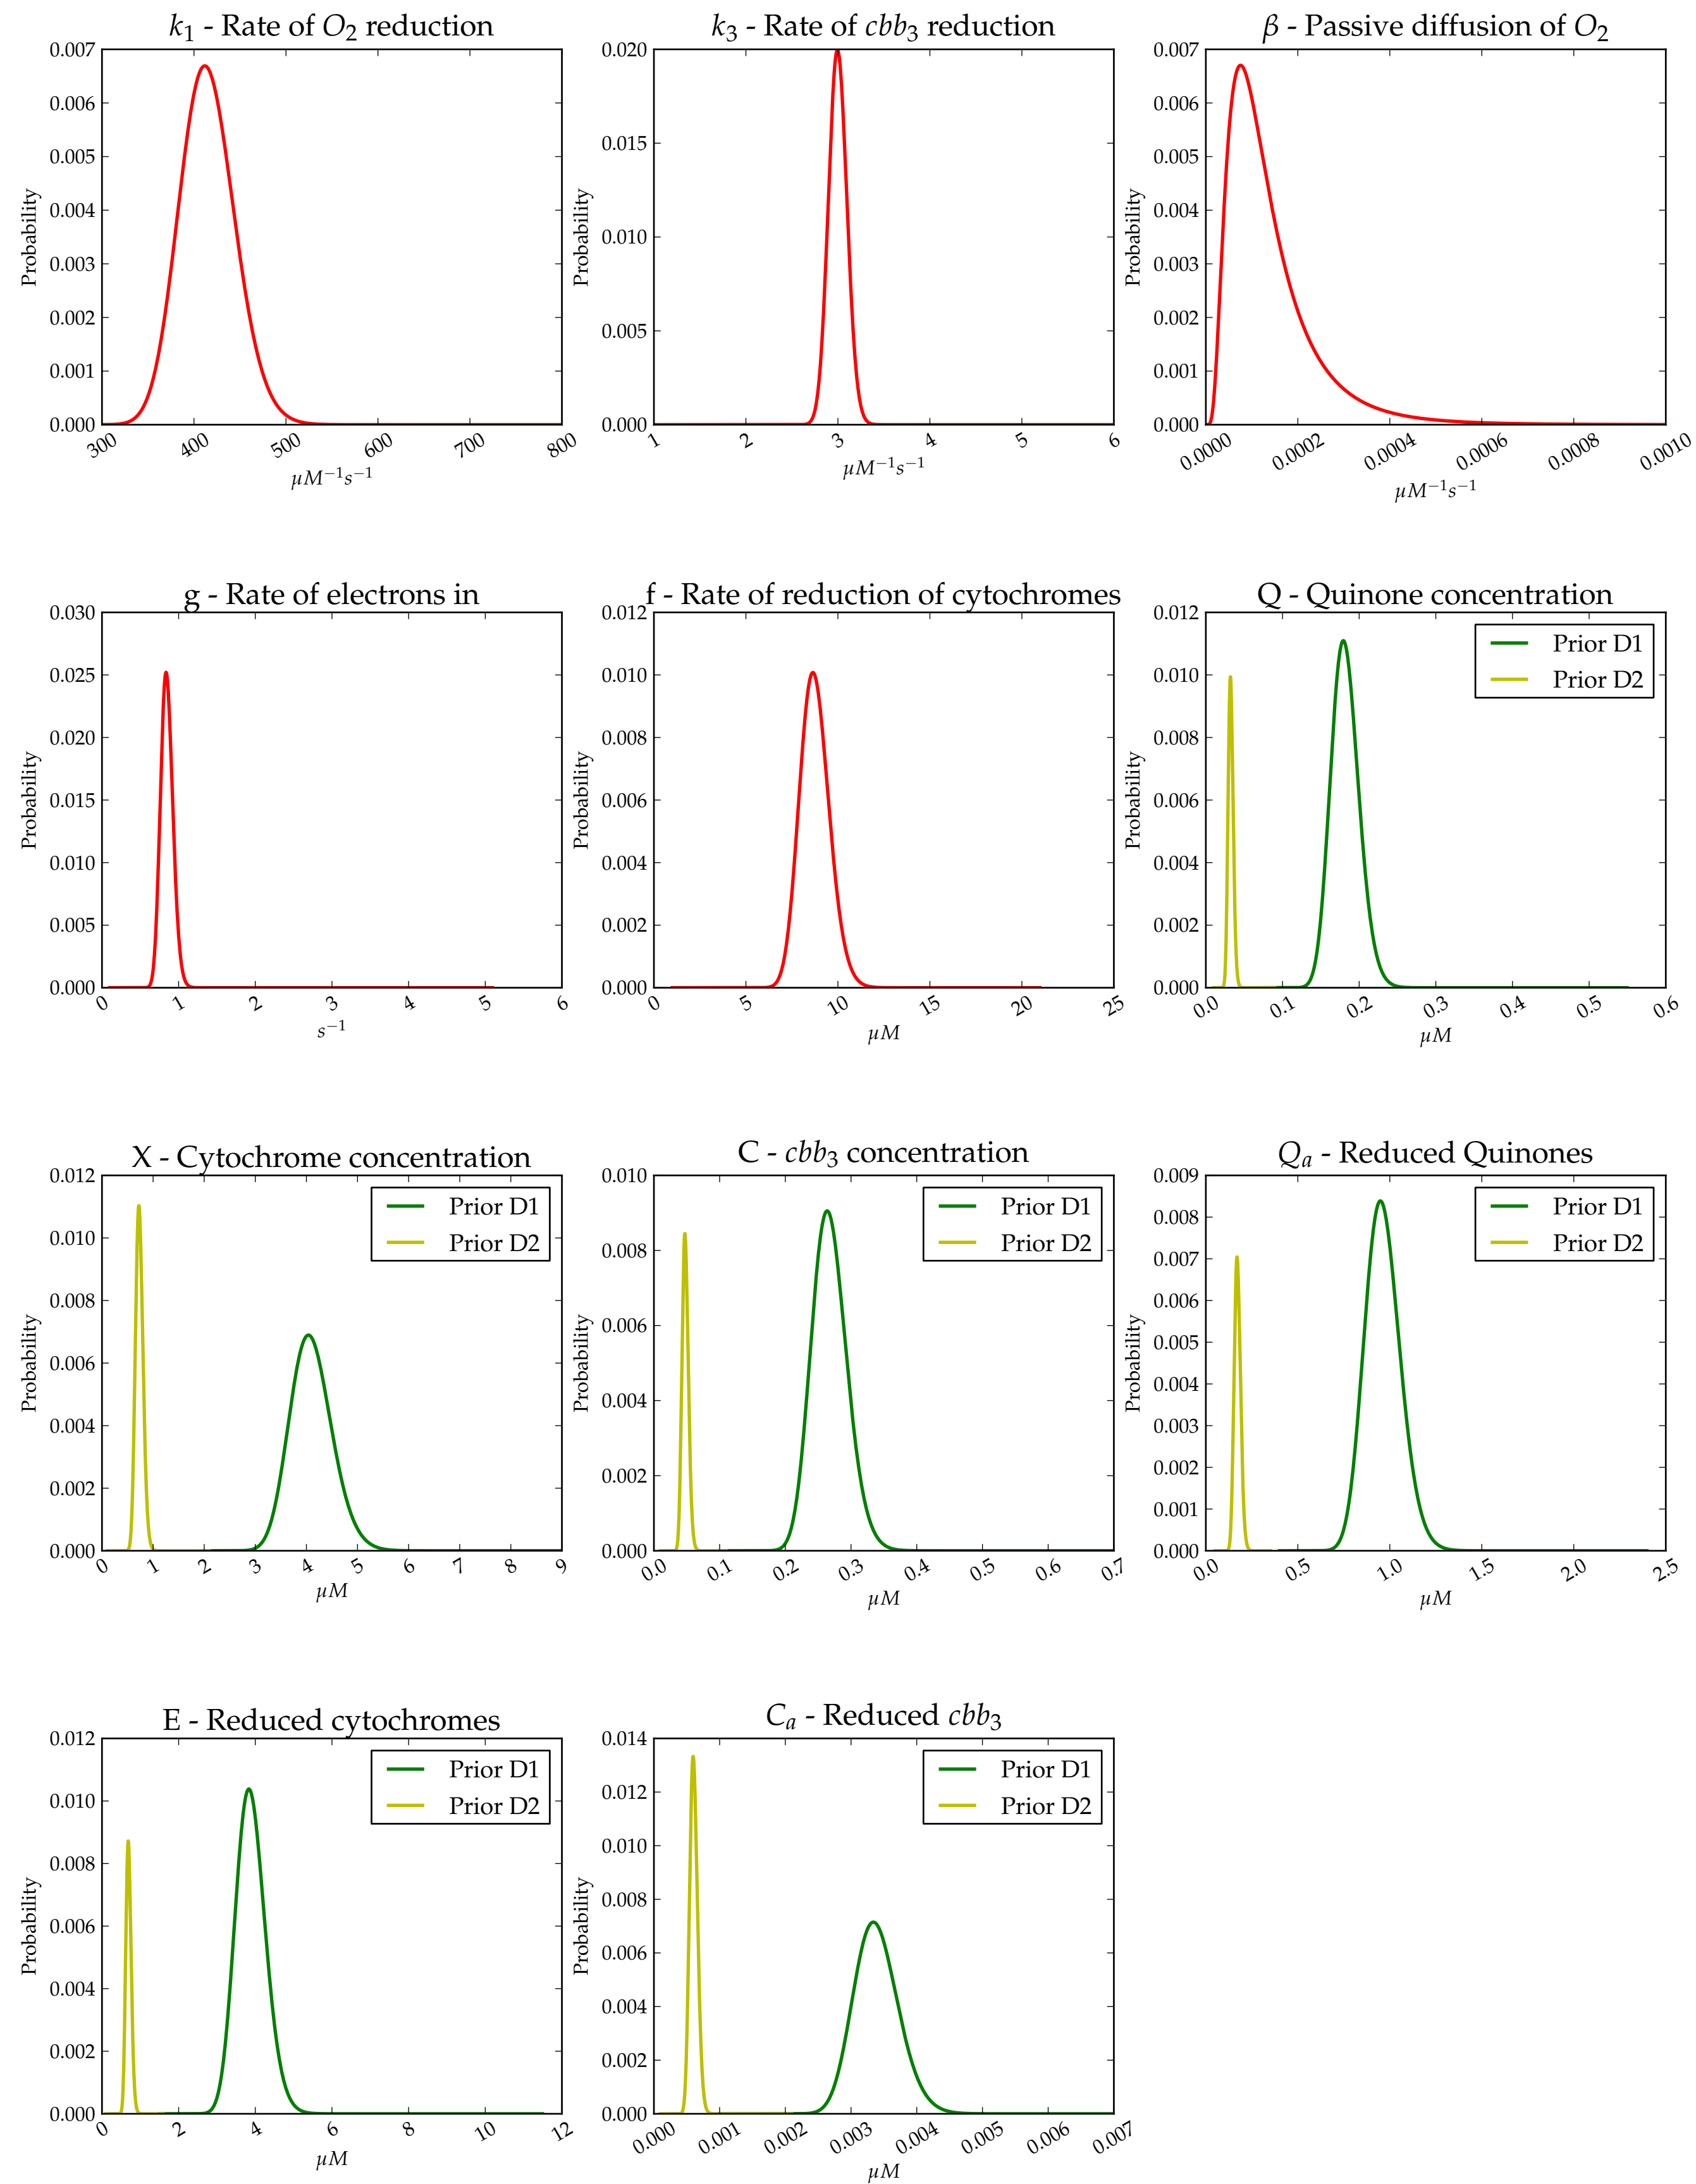 k₁ - Rate of O₂ reduction
0.007
0.006
0.005
0.004
0.003
0.002
0.001
0.000
Probability
300 400 500 600 700 800
μM⁻¹s⁻¹
k₃ - Rate of cbb₃ reduction
0.020
0.015
0.010
0.005
0.000
Probability
1 2 3 4 5 6
μM⁻¹s⁻¹
β - Passive diffusion of O₂
0.007
0.006
0.005
0.004
0.003
0.002
0.001
0.000
Probability
0.0000 0.0002 0.0004 0.0006 0.0008 0.0010
μM⁻¹s⁻¹
g - Rate of electrons in
0.030
0.025
0.020
0.015
0.010
0.005
0.000
Probability
0 1 2 3 4 5 6
s⁻¹
f - Rate of reduction of cytochromes
0.012
0.010
0.008
0.006
0.004
0.002
0.000
Probability
0 5 10 15 20 25
μM
Q - Quinone concentration
0.012
0.010
0.008
0.006
0.004
0.002
0.000
Probability
Prior D1
Prior D2
0.0 0.1 0.2 0.3 0.4 0.5 0.6
μM
X - Cytochrome concentration
0.012
0.010
0.008
0.006
0.004
0.002
0.000
Probability
Prior D1
Prior D2
0 1 2 3 4 5 6 7 8 9
μM
C - cbb₃ concentration
0.010
0.008
0.006
0.004
0.002
0.000
Probability
Prior D1
Prior D2
0.0 0.1 0.2 0.3 0.4 0.5 0.6 0.7
μM
Qₐ - Reduced Quinones
0.009
0.008
0.007
0.006
0.005
0.004
0.003
0.002
0.001
0.000
Probability
Prior D1
Prior D2
0.0 0.5 1.0 1.5 2.0 2.5
μM
E - Reduced cytochromes
0.012
0.010
0.008
0.006
0.004
0.002
0.000
Probability
Prior D1
Prior D2
0 2 4 6 8 10 12
μM
Cₐ - Reduced cbb₃
0.014
0.012
0.010
0.008
0.006
0.004
0.002
0.000
Probability
Prior D1
Prior D2
0.000 0.001 0.002 0.003 0.004 0.005 0.006 0.007
μM